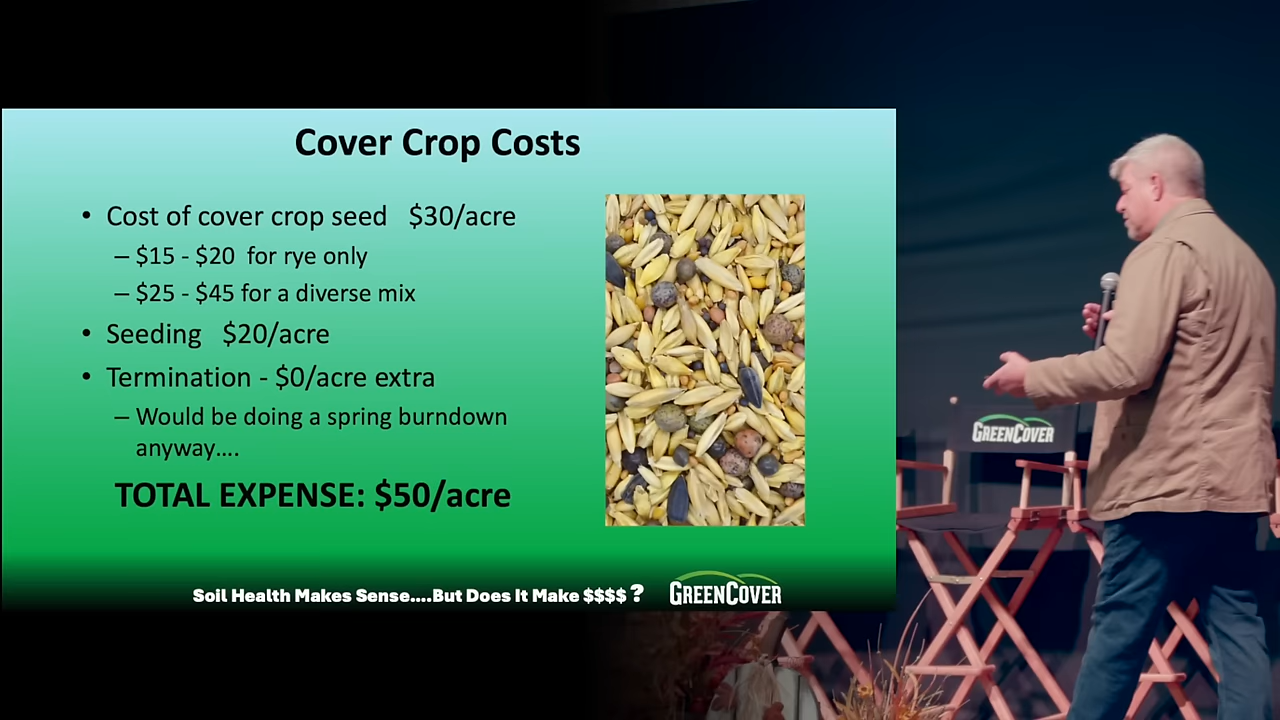 Cover Crop Costs
• Cost of cover crop seed $30/acre
– $15 - $20 for rye only
– $25 - $45 for a diverse mix
• Seeding $20/acre
• Termination - $0/acre extra
– Would be doing a spring burndown
anyway....
TOTAL EXPENSE: $50/acre
Soil Health Makes Sense....But Does It Make $$$$ ?
GREENCOVER
GREENCOVER